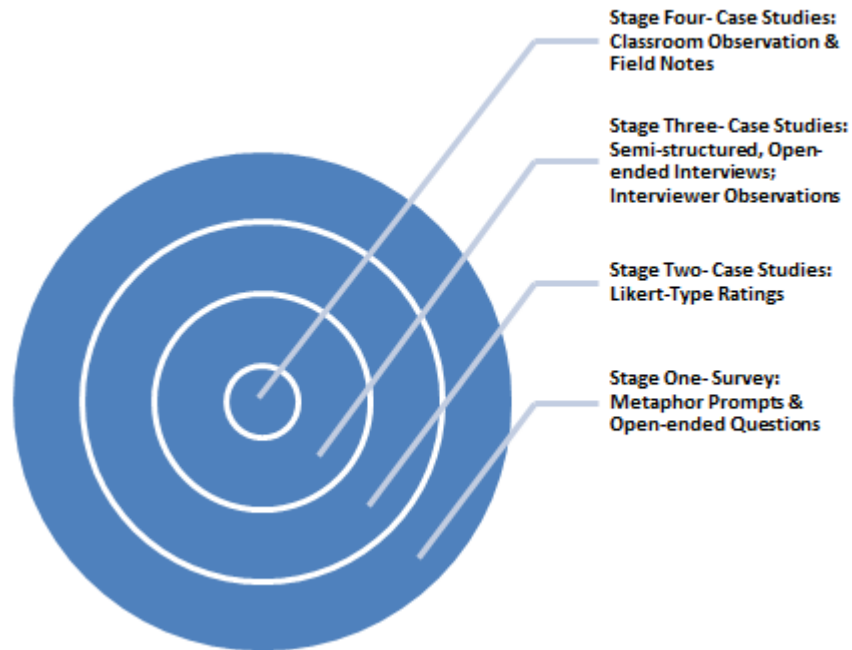 Stage Four- Case Studies:
Classroom Observation &
Field Notes
Stage Three- Case Studies:
Semi-structured, Open-
ended Interviews;
Interviewer Observations
Stage Two- Case Studies:
Likert-Type Ratings
Stage One- Survey:
Metaphor Prompts &
Open-ended Questions